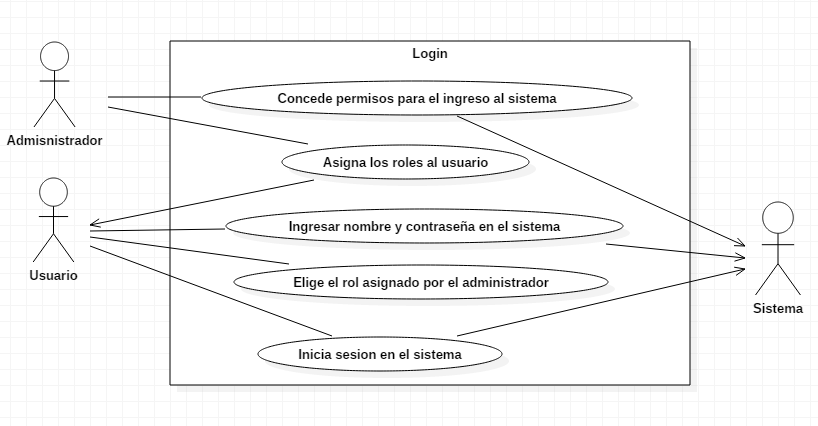 Login
Concede permisos para el ingreso al sistema
Admisnistrador
Asigna los roles al usuario
Ingresar nombre y contraseña en el sistema
Usuario
Elige el rol asignado por el administrador
Sistema
Inicia sesion en el sistema